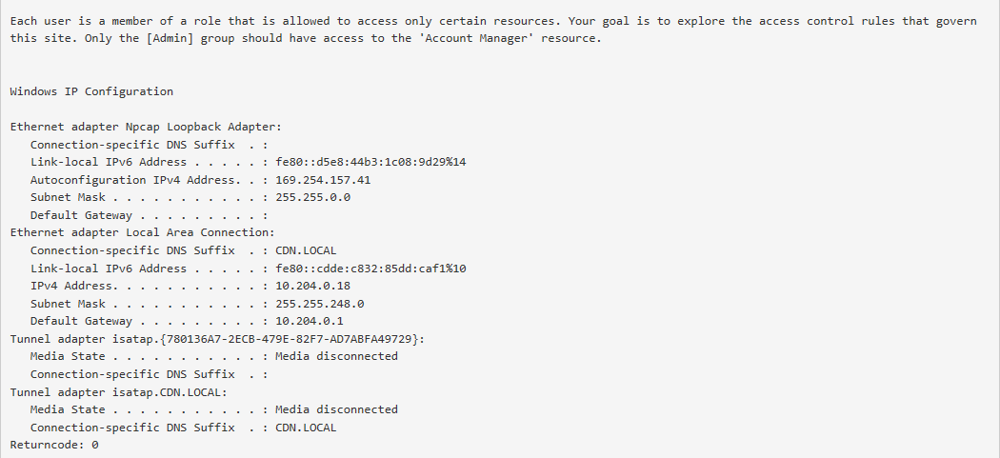 Each user is a member of a role that is allowed to access only certain resources. Your goal is to explore the access control rules that govern
this site. Only the [Admin] group should have access to the 'Account Manager' resource.
Windows IP Configuration
Ethernet adapter Npcap Loopback Adapter:
Connection-specific DNS Suffix  . :
Link-local IPv6 Address . . . . . : fe80::d5e8:44b3:1c08:9d29%14
Autoconfiguration IPv4 Address. . : 169.254.157.41
Subnet Mask . . . . . . . . . . . : 255.255.0.0
Default Gateway . . . . . . . . . :
Ethernet adapter Local Area Connection:
Connection-specific DNS Suffix  . : CDN.LOCAL
Link-local IPv6 Address . . . . . : fe80::cdde:c832:85dd:caf1%10
IPv4 Address. . . . . . . . . . . : 10.204.0.18
Subnet Mask . . . . . . . . . . . : 255.255.248.0
Default Gateway . . . . . . . . . : 10.204.0.1
Tunnel adapter isatap.{780136A7-2ECB-479E-82F7-AD7ABFA49729}:
Media State . . . . . . . . . . . : Media disconnected
Connection-specific DNS Suffix  . :
Tunnel adapter isatap.CDN.LOCAL:
Media State . . . . . . . . . . . : Media disconnected
Connection-specific DNS Suffix  . : CDN.LOCAL
Returncode: 0